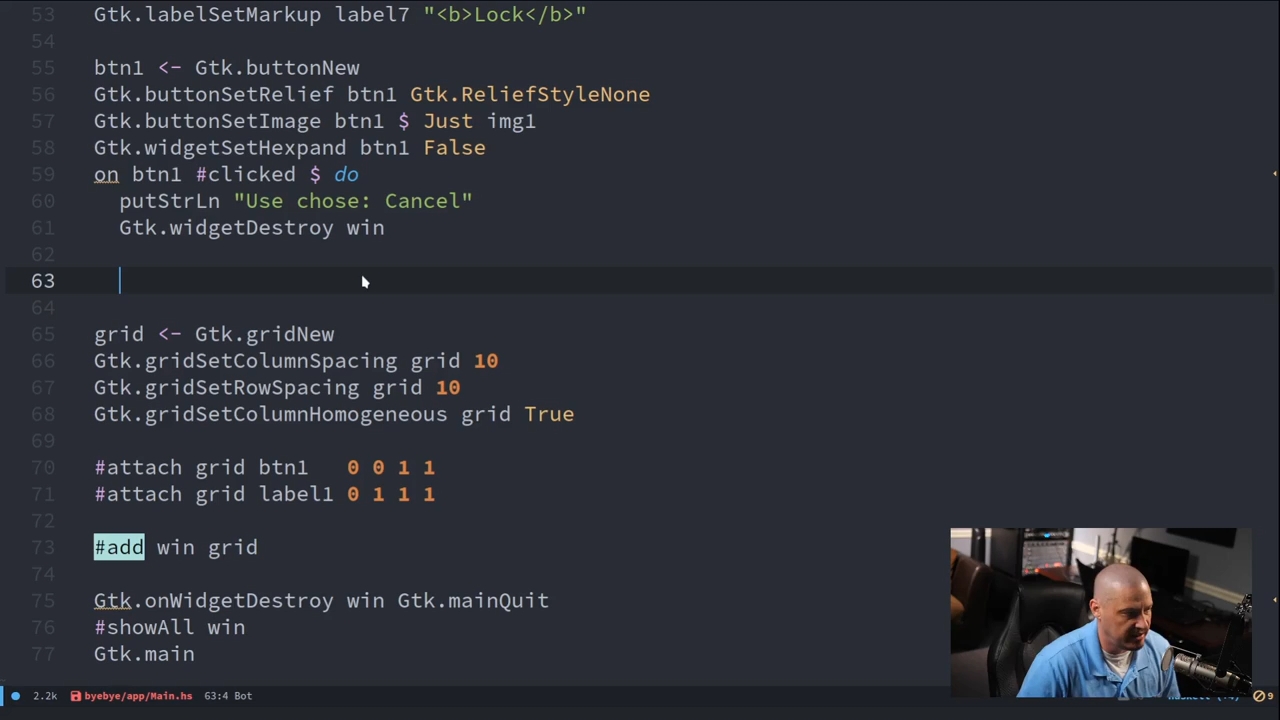 53 Gtk.labelSetMarkup label7 "<b>Lock</b>"
54
55 btn1 <- Gtk.buttonNew
56 Gtk.buttonSetRelief btn1 Gtk.ReliefStyleNone
57 Gtk.buttonSetImage btn1 $ Just img1
58 Gtk.widgetSetHexpand btn1 False
59 on btn1 #clicked $ do
60 putStrLn "Use chose: Cancel"
61 Gtk.widgetDestroy win
62
63
64
65 grid <- Gtk.gridNew
66 Gtk.gridSetColumnSpacing grid 10
67 Gtk.gridSetRowSpacing grid 10
68 Gtk.gridSetColumnHomogeneous grid True
69
70 #attach grid btn1 0 0 1 1
71 #attach grid label1 0 1 1 1
72
73 #add win grid
74
75 Gtk.onWidgetDestroy win Gtk.mainQuit
76 #showAll win
77 Gtk.main
2.2k byebye/app/Main.hs 63:4 Bot 9